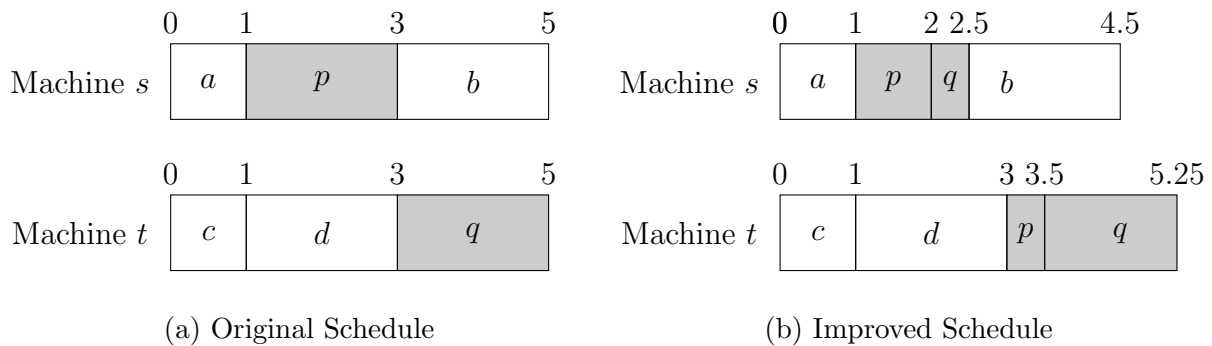 0 1 3 5
Machine s a p b
0 1 3 5
Machine t c d q
(a) Original Schedule
0 1 2 2.5 4.5
Machine s a p q b
0 1 3 3.5 5.25
Machine t c d p q
(b) Improved Schedule